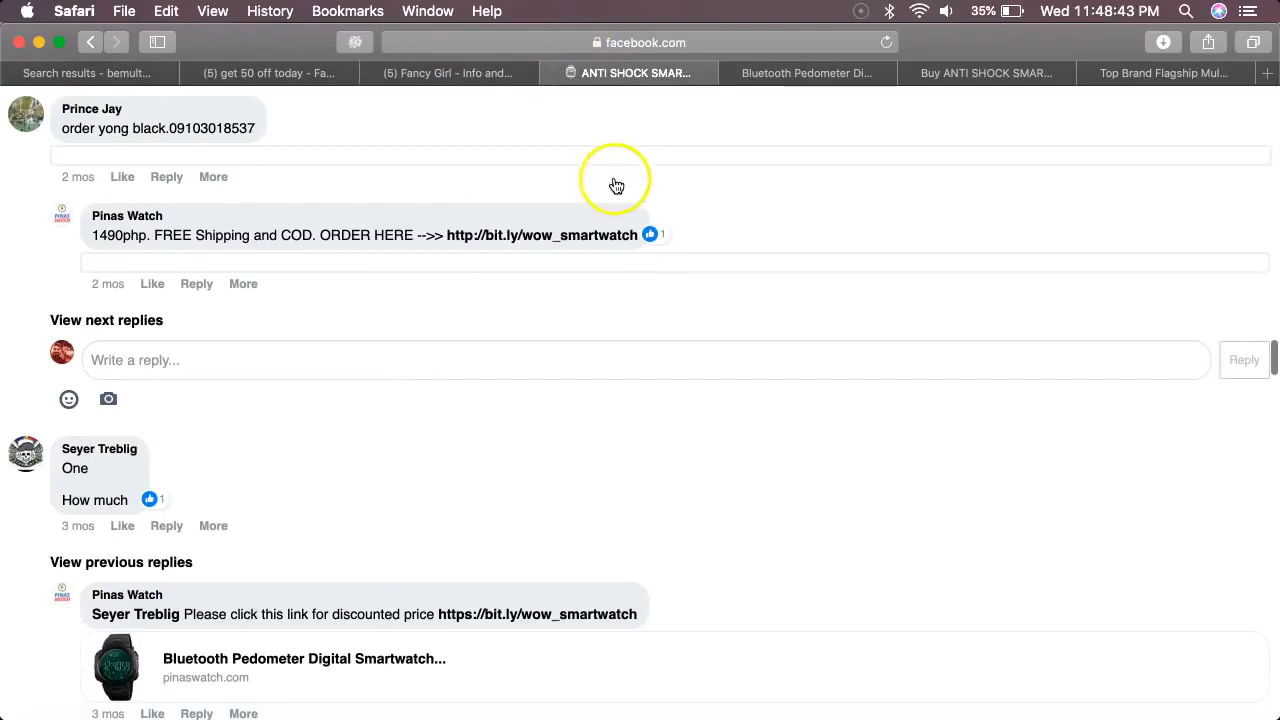 Safari File Edit View History Bookmarks Window Help 35% Wed 11:48:43 PM
facebook.com
Search results - bemult... (5) get 50 off today - Fa... (3) Fancy Girl - Info and... ANTI SHOCK SMAR... Bluetooth Pedometer Di... Buy ANTI SHOCK SMAR... Top Brand Flagship Mul...
Prince Jay
order yong black.09103018537
2 mos Like Reply More
Pinas Watch
1490php. FREE Shipping and COD. ORDER HERE -->> http://bit.ly/wow_smartwatch 1
2 mos Like Reply More
View next replies
Write a reply... Reply
Seyer Treblig
One
How much 1
3 mos Like Reply More
View previous replies
Pinas Watch
Seyer Treblig Please click this link for discounted price https://bit.ly/wow_smartwatch
Bluetooth Pedometer Digital Smartwatch...
pinaswatch.com
3 mos Like Reply More